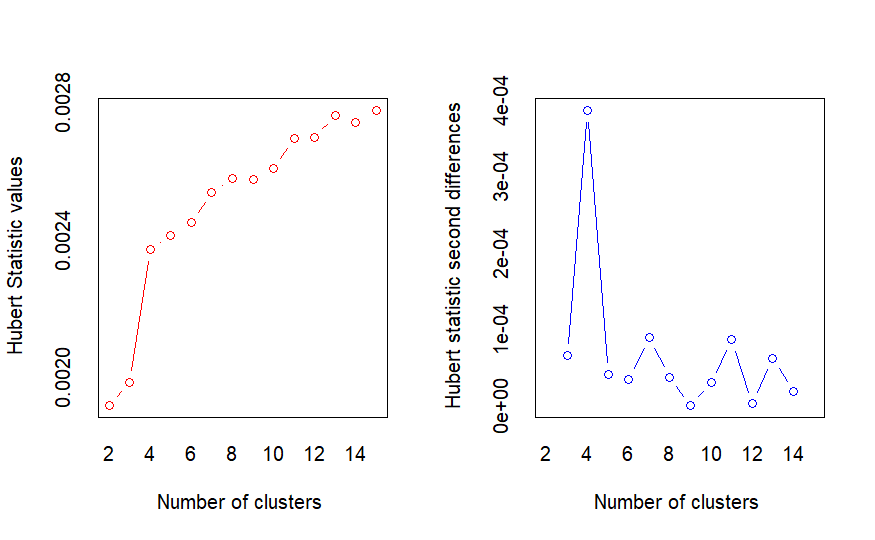 Hubert Statistic values
0.0028
0.0024
0.0020
2 4 6 8 10 12 14
Number of clusters
Hubert statistic second differences
4e-04
3e-04
2e-04
1e-04
0e+00
2 4 6 8 10 12 14
Number of clusters